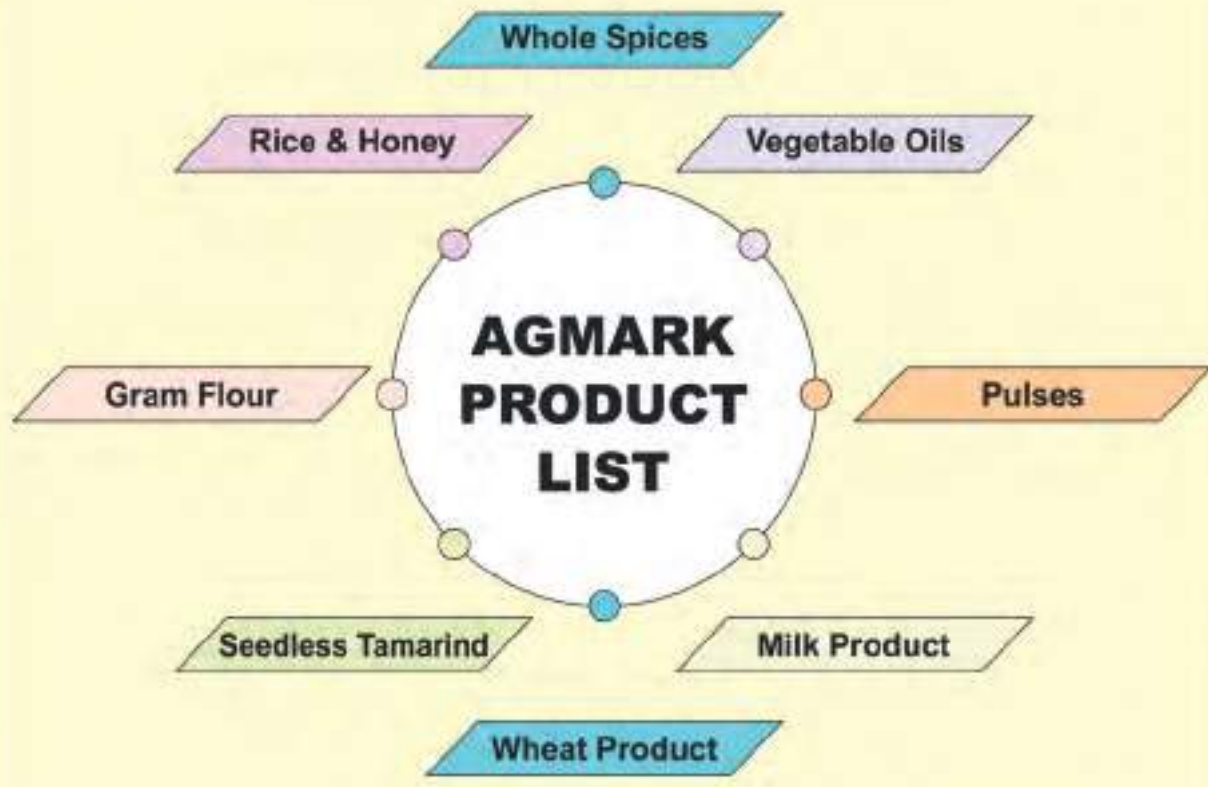 Whole Spices
Rice & Honey
Vegetable Oils
AGMARK
PRODUCT
LIST
Gram Flour
Pulses
Seedless Tamarind
Milk Product
Wheat Product